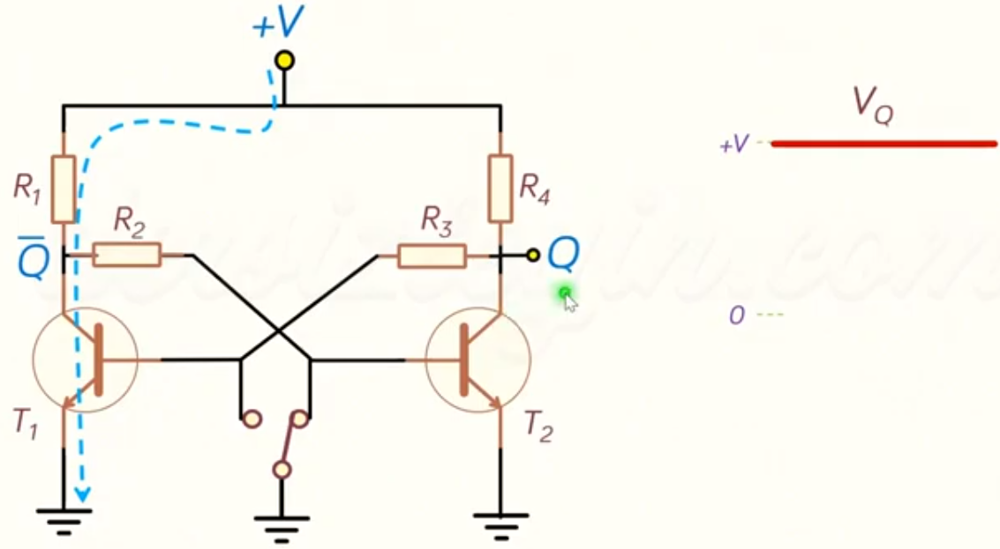 +V
V_Q
+V
R₁
R₂
R₃
R₄
Q̅
Q
0
T₁
T₂